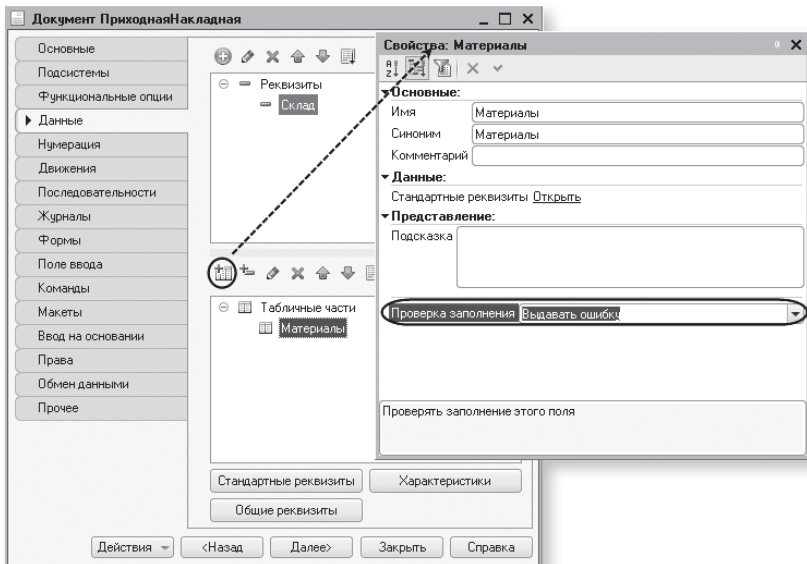 Документ ПриходнаяНакладная
Основные
Подсистемы
Функциональные опции
Данные
Нумерация
Движения
Последовательности
Журналы
Формы
Поле ввода
Команды
Макеты
Ввод на основании
Права
Обмен данными
Прочее
Реквизиты
Склад
Табличные части
Материалы
Стандартные реквизиты
Характеристики
Общие реквизиты
Действия
<Назад
Далее>
Закрыть
Справка
Свойства: Материалы
Основные:
Имя
Материалы
Синоним
Материалы
Комментарий
Данные:
Стандартные реквизиты Открыть
Представление:
Подсказка
Проверка заполнения Выдавать ошибку
Проверять заполнение этого поля